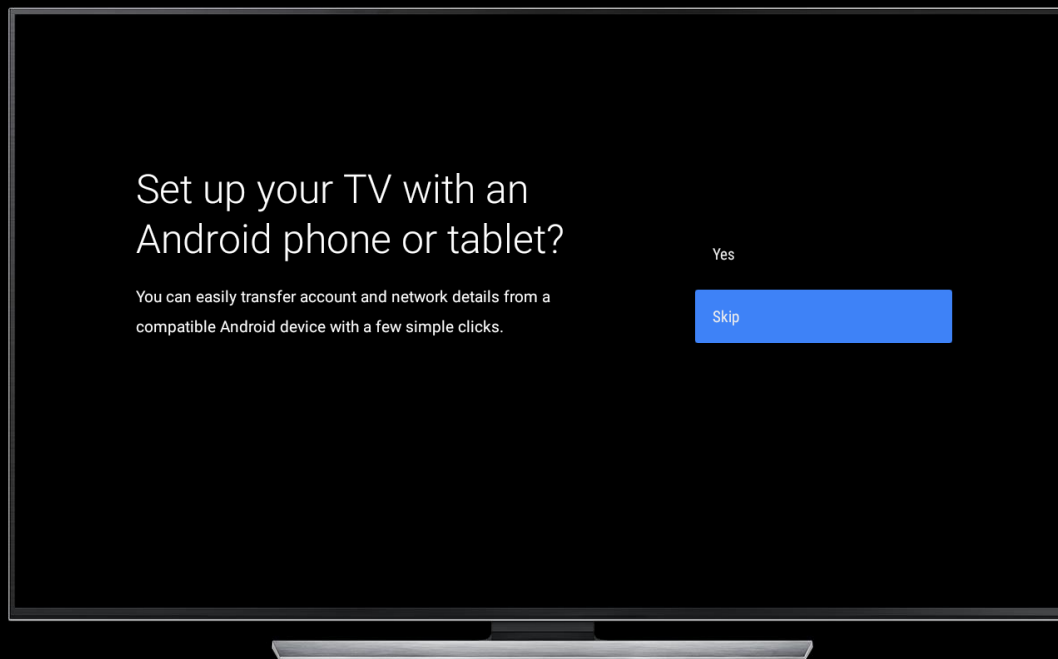 Set up your TV with an
Android phone or tablet?
You can easily transfer account and network details from a
compatible Android device with a few simple clicks.
Yes
Skip